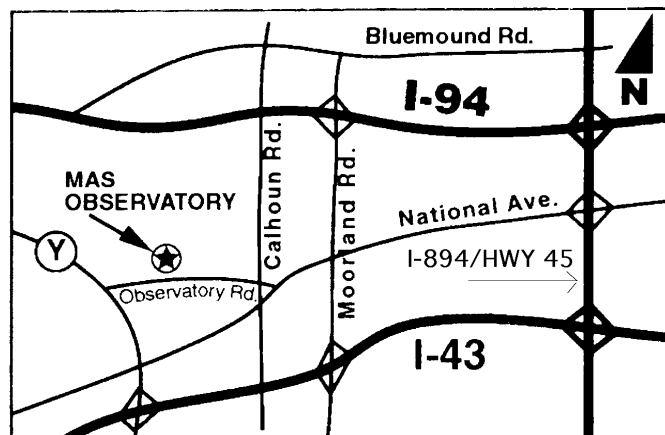 Bluemound Rd.
N
I-94
Calhoun Rd.
Moorland Rd.
MAS
OBSERVATORY
National Ave.
Y
I-894/HWY 45
Observatory Rd.
I-43